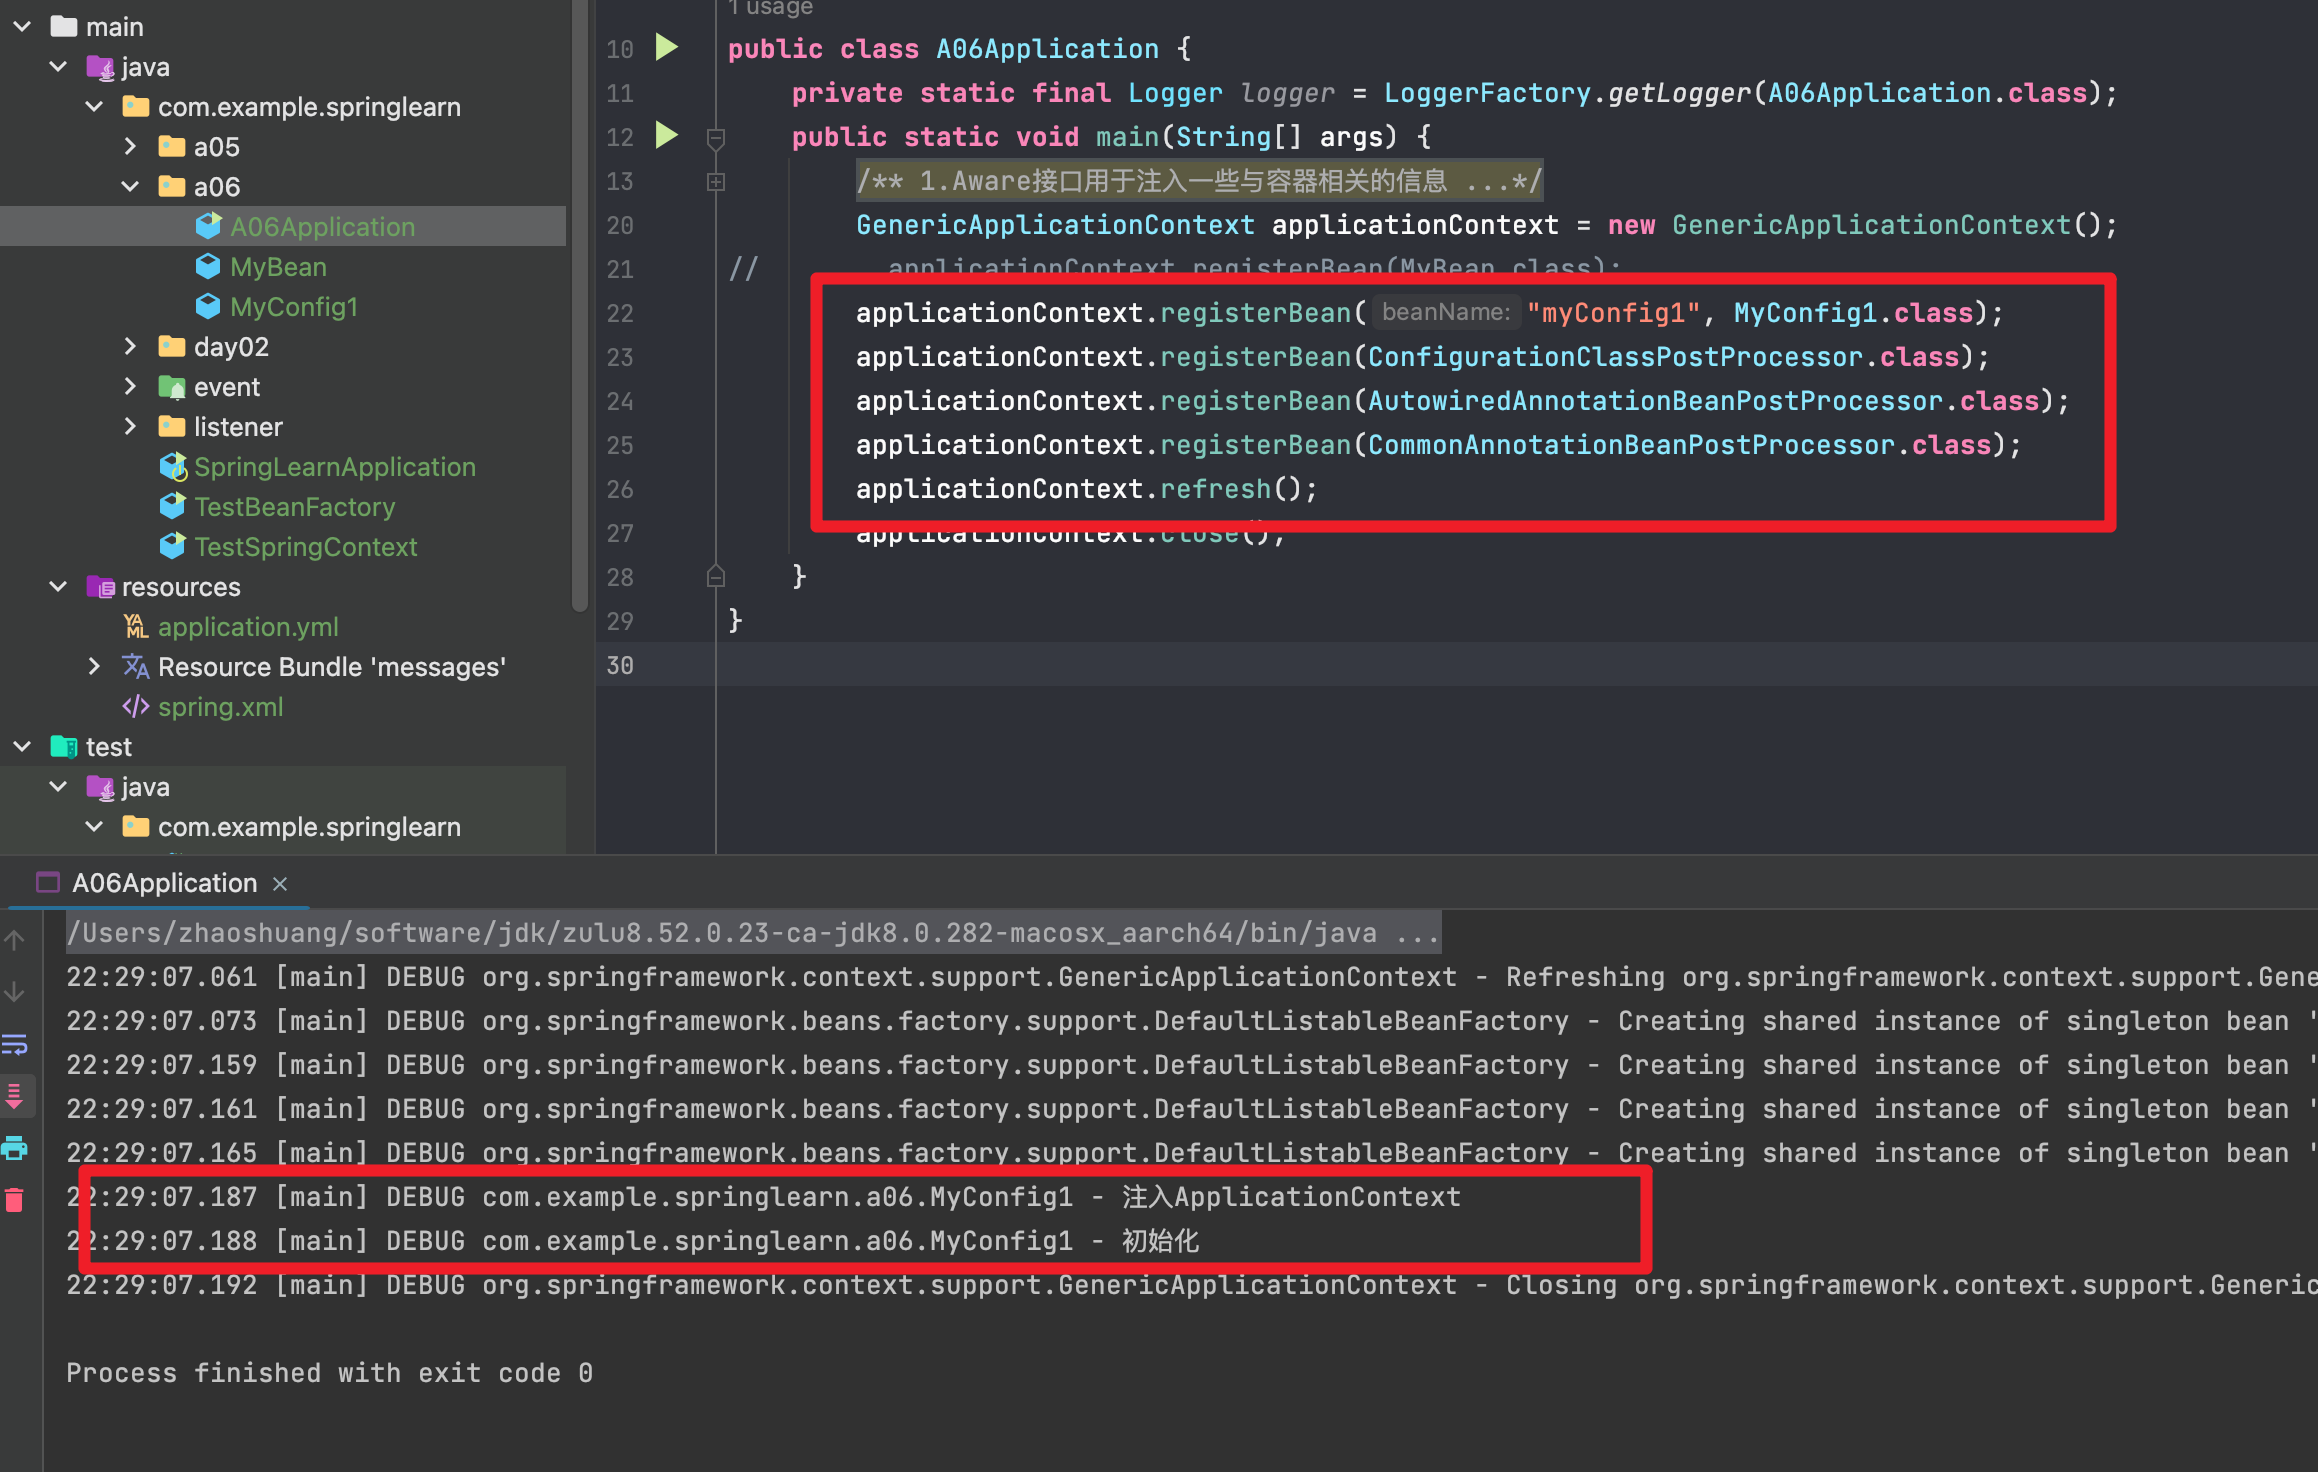 main
java
com.example.springlearn
a05
a06
A06Application
MyBean
MyConfig1
day02
event
listener
SpringLearnApplication
TestBeanFactory
TestSpringContext
resources
application.yml
Resource Bundle 'messages'
spring.xml
test
java
com.example.springlearn
1 usage
10 public class A06Application {
11 private static final Logger logger = LoggerFactory.getLogger(A06Application.class);
12 public static void main(String[] args) {
13 /** 1.Aware接口用于注入一些与容器相关的信息 ...*/
20 GenericApplicationContext applicationContext = new GenericApplicationContext();
21 // applicationContext.registerBean(MyBean.class);
22 applicationContext.registerBean( beanName: "myConfig1", MyConfig1.class);
23 applicationContext.registerBean(ConfigurationClassPostProcessor.class);
24 applicationContext.registerBean(AutowiredAnnotationBeanPostProcessor.class);
25 applicationContext.registerBean(CommonAnnotationBeanPostProcessor.class);
26 applicationContext.refresh();
27 applicationContext.close();
28 }
29 }
30
A06Application ×
/Users/zhaoshuang/software/jdk/zulu8.52.0.23-ca-jdk8.0.282-macosx_aarch64/bin/java ...
22:29:07.061 [main] DEBUG org.springframework.context.support.GenericApplicationContext - Refreshing org.springframework.context.support.Gene
22:29:07.073 [main] DEBUG org.springframework.beans.factory.support.DefaultListableBeanFactory - Creating shared instance of singleton bean '
22:29:07.159 [main] DEBUG org.springframework.beans.factory.support.DefaultListableBeanFactory - Creating shared instance of singleton bean '
22:29:07.161 [main] DEBUG org.springframework.beans.factory.support.DefaultListableBeanFactory - Creating shared instance of singleton bean '
22:29:07.165 [main] DEBUG org.springframework.beans.factory.support.DefaultListableBeanFactory - Creating shared instance of singleton bean '
22:29:07.187 [main] DEBUG com.example.springlearn.a06.MyConfig1 - 注入ApplicationContext
22:29:07.188 [main] DEBUG com.example.springlearn.a06.MyConfig1 - 初始化
22:29:07.192 [main] DEBUG org.springframework.context.support.GenericApplicationContext - Closing org.springframework.context.support.Generic
Process finished with exit code 0